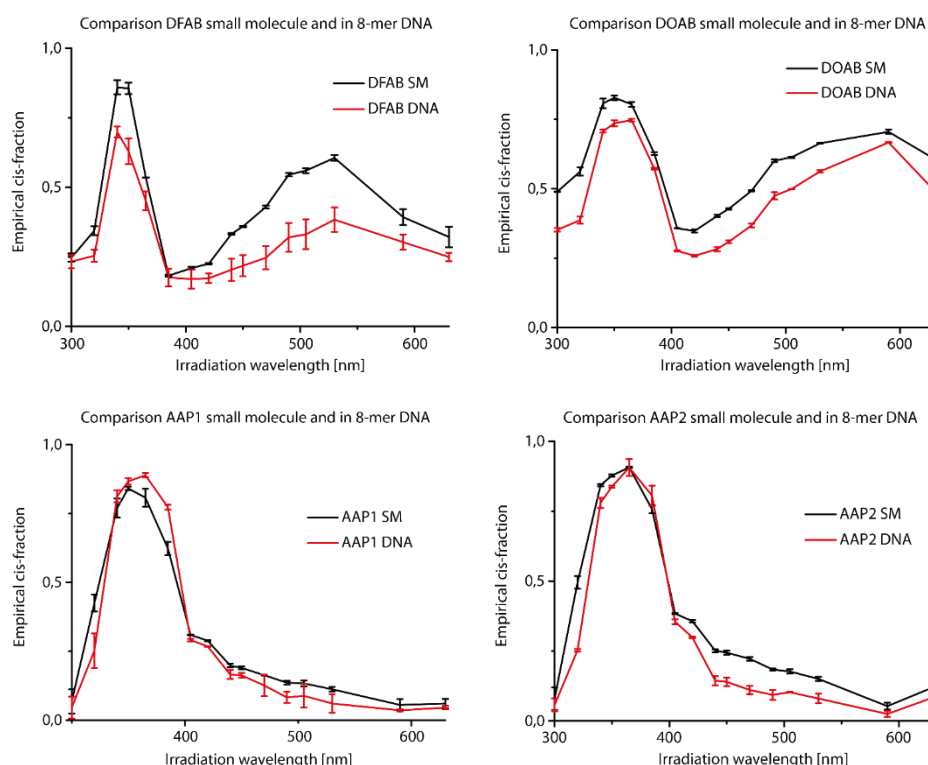 Comparison DFAB small molecule and in 8-mer DNA
1,0
0,5
0,0
Empirical cis-fraction
DFAB SM
DFAB DNA
300 400 500 600
Irradiation wavelength [nm]
Comparison DOAB small molecule and in 8-mer DNA
1,0
0,5
0,0
Empirical cis-fraction
DOAB SM
DOAB DNA
300 400 500 600
Irradiation wavelength [nm]
Comparison AAP1 small molecule and in 8-mer DNA
1,0
0,5
0,0
Empirical cis-fraction
AAP1 SM
AAP1 DNA
300 400 500 600
Irradiation wavelength [nm]
Comparison AAP2 small molecule and in 8-mer DNA
1,0
0,5
0,0
Empirical cis-fraction
AAP2 SM
AAP2 DNA
300 400 500 600
Irradiation wavelength [nm]